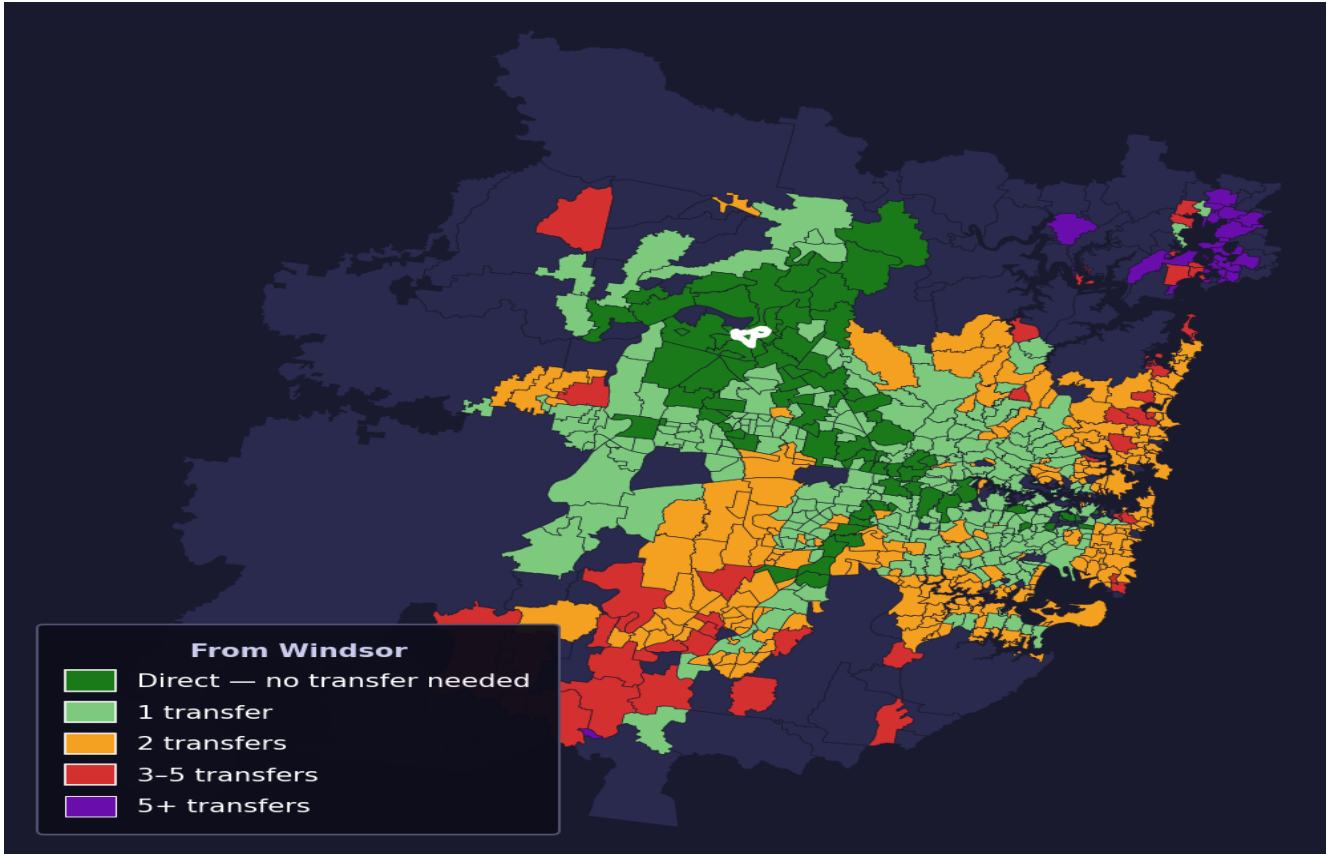 From Windsor
Direct — no transfer needed
1 transfer
2 transfers
3–5 transfers
5+ transfers